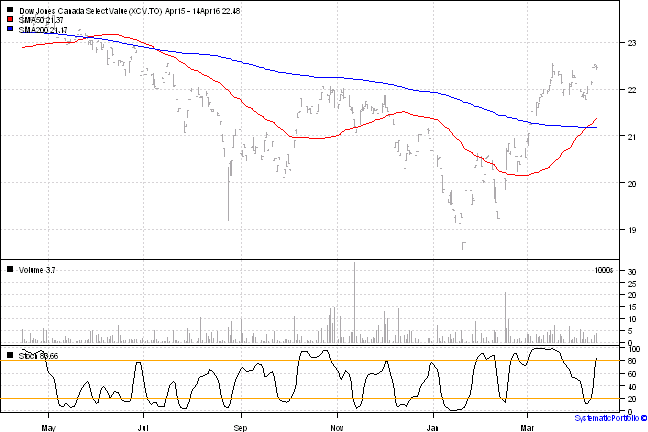 Dow Jones Canada Select Value (XCV.TO) Apr15 - 14Apr16 22.48
SMA50 21.37
SMA200 21.17
23
22
21
20
19
Volume 3.7
1000s
30
25
20
15
10
5
0
Stoch 83.66
100
80
60
40
20
0
May Jul Sep Nov Jan Mar
SystematicPortfolio ©